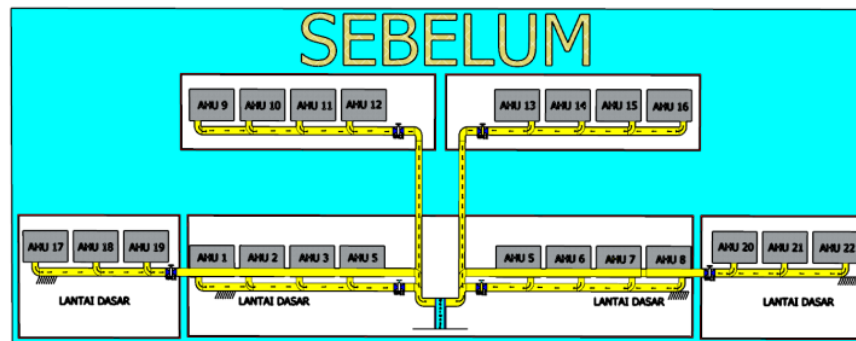 SEBELUM
AHU 9 AHU 10 AHU 11 AHU 12
AHU 13 AHU 14 AHU 15 AHU 16
AHU 17 AHU 18 AHU 19
AHU 1 AHU 2 AHU 3 AHU 5
AHU 5 AHU 6 AHU 7 AHU 8
AHU 20 AHU 21 AHU 22
LANTAI DASAR
LANTAI DASAR
LANTAI DASAR
LANTAI DASAR